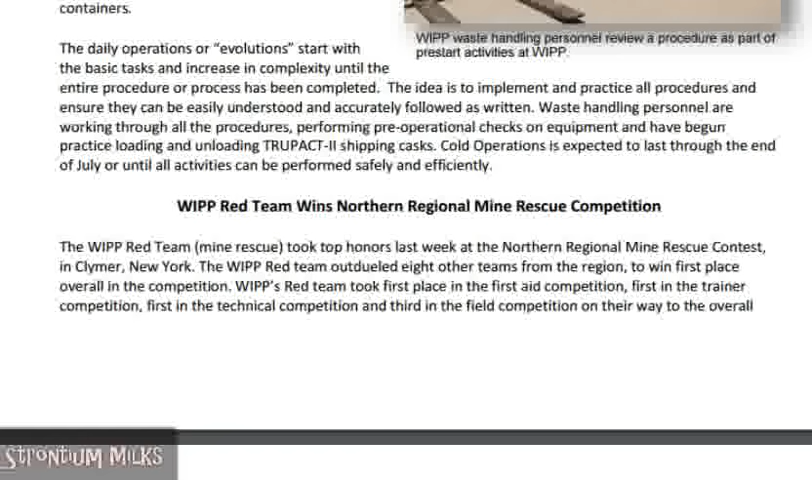 containers.
WIPP waste handling personnel review a procedure as part of
prestart activities at WIPP.
The daily operations or “evolutions” start with
the basic tasks and increase in complexity until the
entire procedure or process has been completed. The idea is to implement and practice all procedures and
ensure they can be easily understood and accurately followed as written. Waste handling personnel are
working through all the procedures, performing pre-operational checks on equipment and have begun
practice loading and unloading TRUPACT-II shipping casks. Cold Operations is expected to last through the end
of July or until all activities can be performed safely and efficiently.
WIPP Red Team Wins Northern Regional Mine Rescue Competition
The WIPP Red Team (mine rescue) took top honors last week at the Northern Regional Mine Rescue Contest,
in Clymer, New York. The WIPP Red team outdueled eight other teams from the region, to win first place
overall in the competition. WIPP’s Red team took first place in the first aid competition, first in the trainer
competition, first in the technical competition and third in the field competition on their way to the overall
Strontium Milks